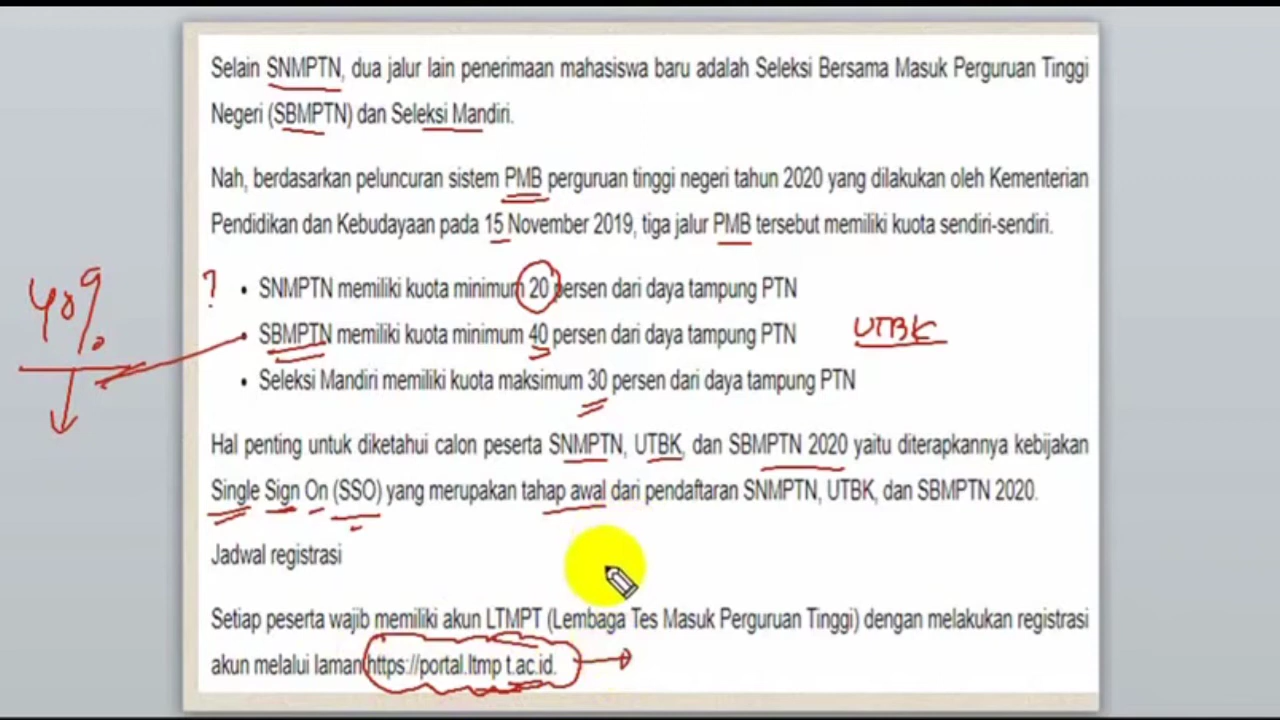 Selain SNMPTN, dua jalur lain penerimaan mahasiswa baru adalah Seleksi Bersama Masuk Perguruan Tinggi
Negeri (SBMPTN) dan Seleksi Mandiri.
Nah, berdasarkan peluncuran sistem PMB perguruan tinggi negeri tahun 2020 yang dilakukan oleh Kementerian
Pendidikan dan Kebudayaan pada 15 November 2019, tiga jalur PMB tersebut memiliki kuota sendiri-sendiri.
? • SNMPTN memiliki kuota minimum 20 persen dari daya tampung PTN
40%
• SBMPTN memiliki kuota minimum 40 persen dari daya tampung PTN UTBK
• Seleksi Mandiri memiliki kuota maksimum 30 persen dari daya tampung PTN
Hal penting untuk diketahui calon peserta SNMPTN, UTBK, dan SBMPTN 2020 yaitu diterapkannya kebijakan
Single Sign On (SSO) yang merupakan tahap awal dari pendaftaran SNMPTN, UTBK, dan SBMPTN 2020.
Jadwal registrasi
Setiap peserta wajib memiliki akun LTMPT (Lembaga Tes Masuk Perguruan Tinggi) dengan melakukan registrasi
akun melalui laman https://portal.ltmp t.ac.id.